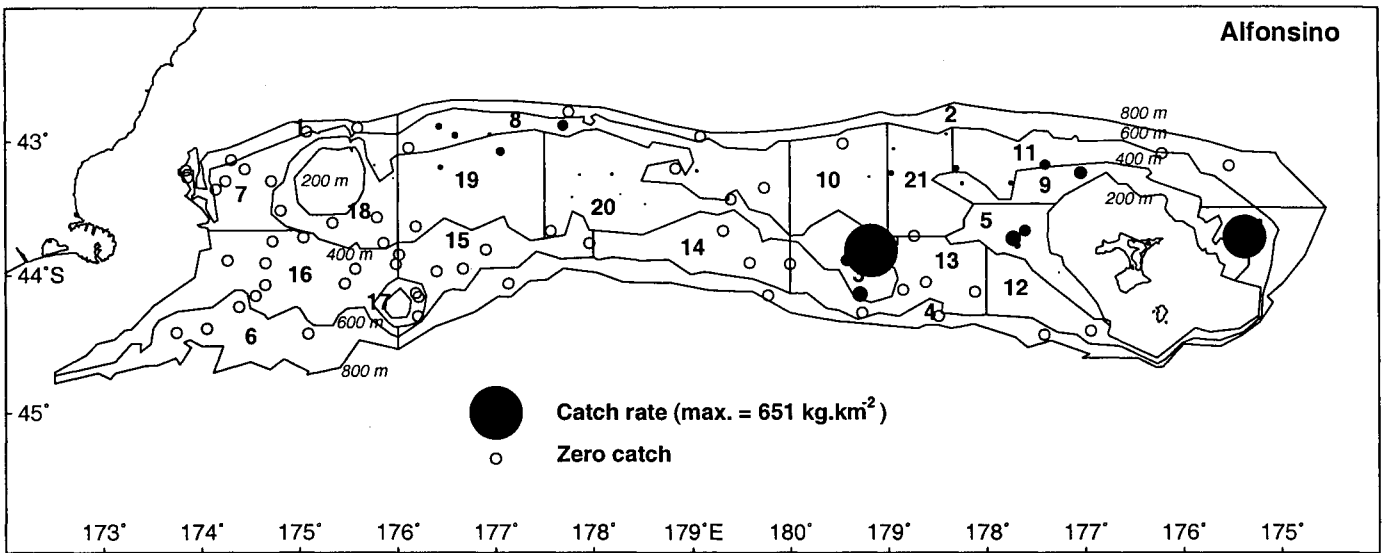 Alfonsino
800 m
2
1
8
43°
600 m
11
400 m
7
200 m
19
10
21
9
200 m
18
20
5
400 m
15
14
44°S
16
13
3
12
17
4
600 m
6
800 m
Catch rate (max. = 651 kg.km-2)
45°
Zero catch
173° 174° 175° 176° 177° 178° 179°E 180° 179° 178° 177° 176° 175°